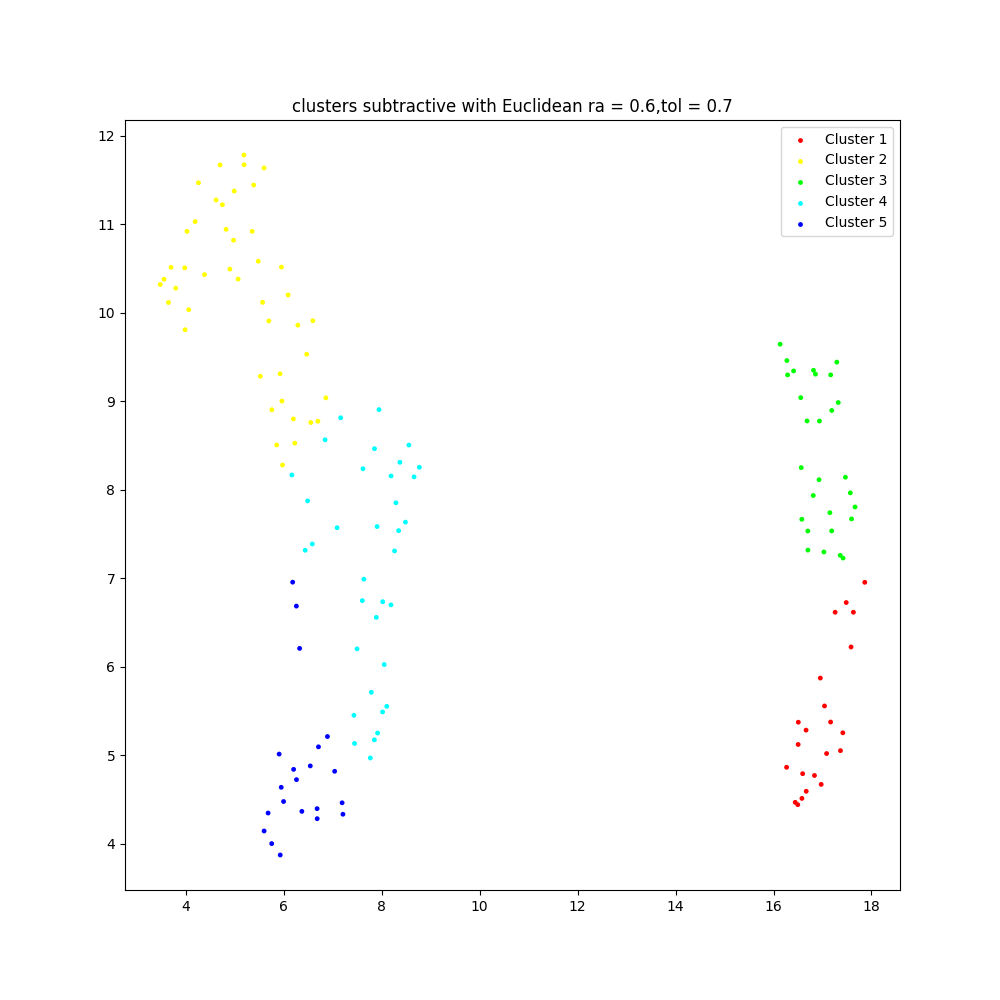 clusters subtractive with Euclidean ra = 0.6,tol = 0.7
12
11
10
9
8
7
6
5
4
Cluster 1
Cluster 2
Cluster 3
Cluster 4
Cluster 5
4 6 8 10 12 14 16 18